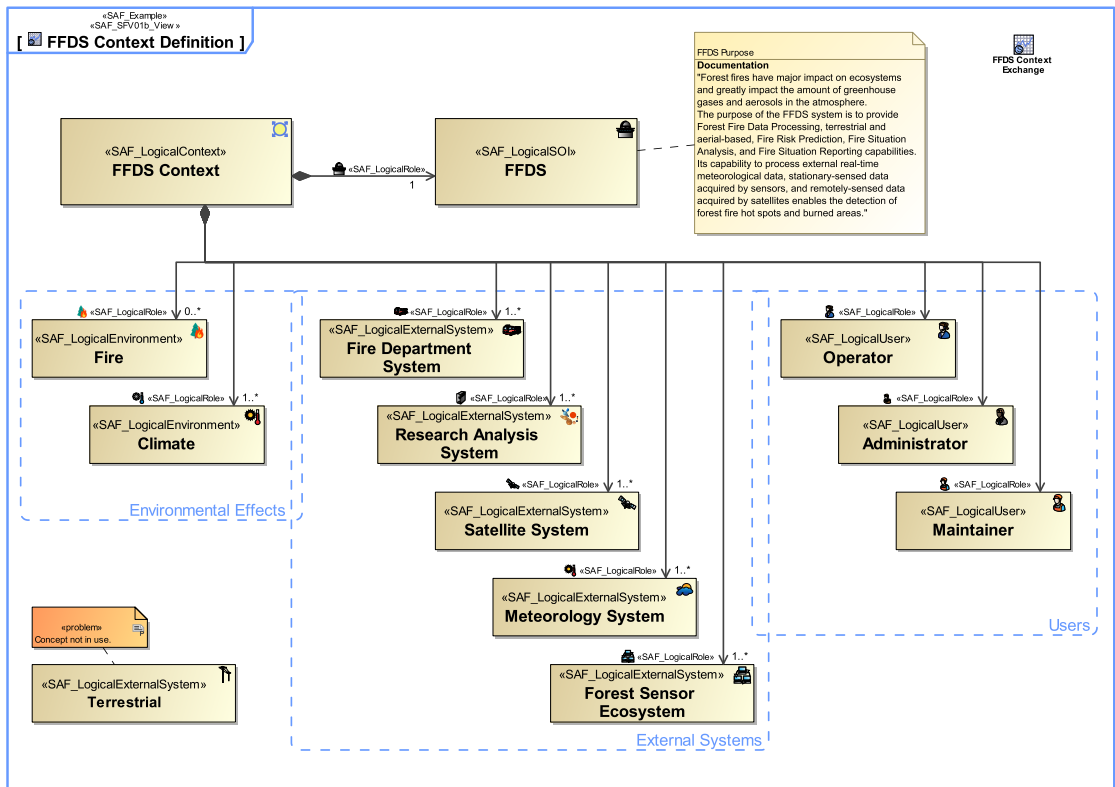 «SAF_Example»
«SAF_SFV01b_View »
[ FFDS Context Definition ]
FFDS Context
Exchange
FFDS Purpose
Documentation
"Forest fires have major impact on ecosystems
and greatly impact the amount of greenhouse
gases and aerosols in the atmosphere.
The purpose of the FFDS system is to provide
Forest Fire Data Processing, terrestrial and
aerial-based, Fire Risk Prediction, Fire Situation
Analysis, and Fire Situation Reporting capabilities.
Its capability to process external real-time
meteorological data, stationary-sensed data
acquired by sensors, and remotely-sensed data
acquired by satellites enables the detection of
forest fire hot spots and burned areas."
«SAF_LogicalContext»
FFDS Context
«SAF_LogicalRole»
1
«SAF_LogicalSOI»
FFDS
«SAF_LogicalRole» 0..*
«SAF_LogicalEnvironment»
Fire
«SAF_LogicalRole» 1..*
«SAF_LogicalEnvironment»
Climate
Environmental Effects
«SAF_LogicalRole» 1..*
«SAF_LogicalExternalSystem»
Fire Department
System
«SAF_LogicalRole» 1..*
«SAF_LogicalExternalSystem»
Research Analysis
System
«SAF_LogicalRole» 1..*
«SAF_LogicalExternalSystem»
Satellite System
«SAF_LogicalRole» 1..*
«SAF_LogicalExternalSystem»
Meteorology System
«SAF_LogicalRole» 1..*
«SAF_LogicalExternalSystem»
Forest Sensor
Ecosystem
External Systems
«SAF_LogicalRole»
«SAF_LogicalUser»
Operator
«SAF_LogicalRole»
«SAF_LogicalUser»
Administrator
«SAF_LogicalRole»
«SAF_LogicalUser»
Maintainer
Users
«problem»
Concept not in use.
«SAF_LogicalExternalSystem»
Terrestrial